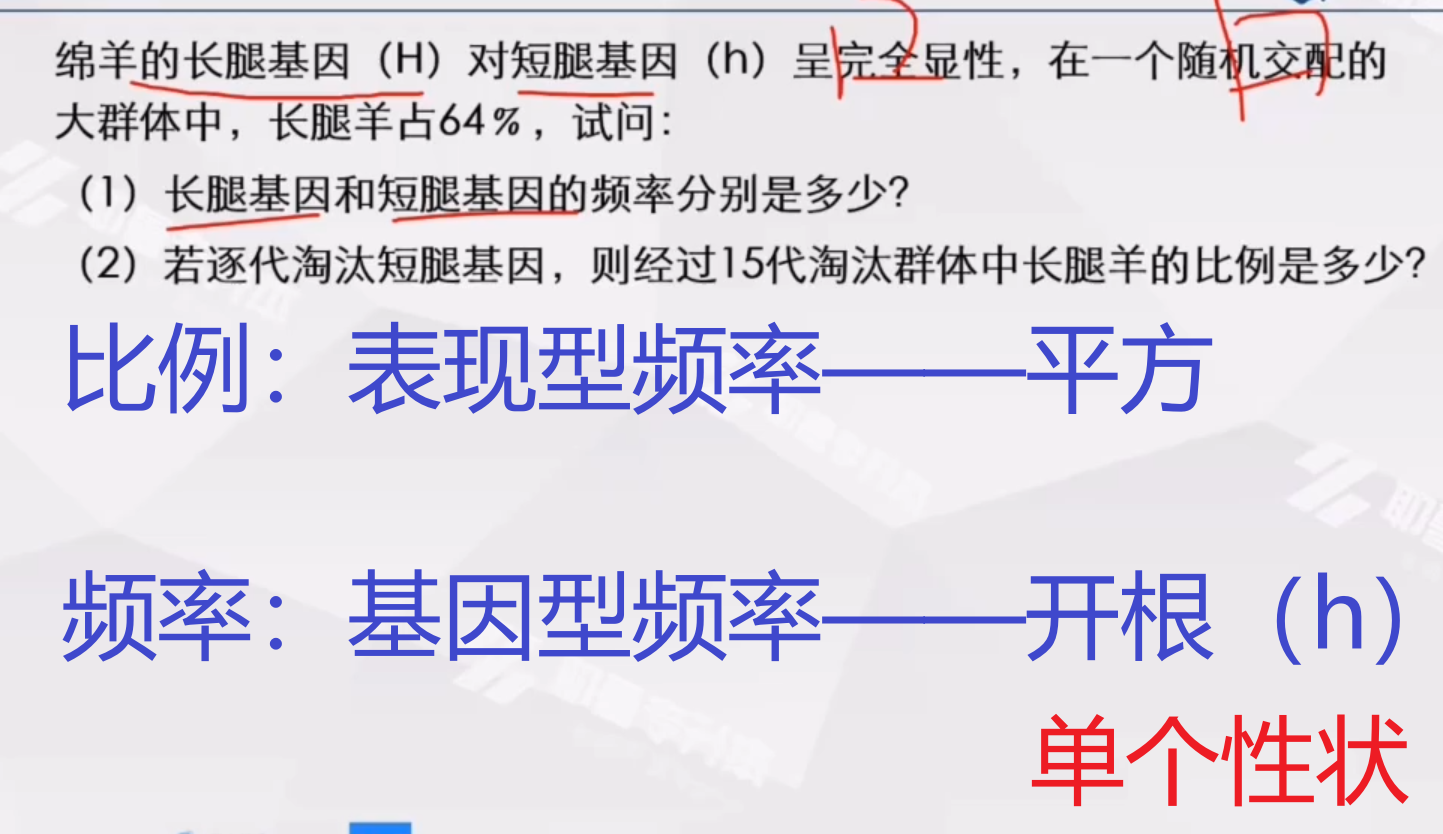 绵羊的长腿基因（H）对短腿基因（h）呈完全显性，在一个随机交配的
大群体中，长腿羊占64%，试问：
（1）长腿基因和短腿基因的频率分别是多少?
（2）若逐代淘汰短腿基因，则经过15代淘汰群体中长腿羊的比例是多少?
比例：表现型频率——平方
频率：基因型频率——开根（h）
单个性状